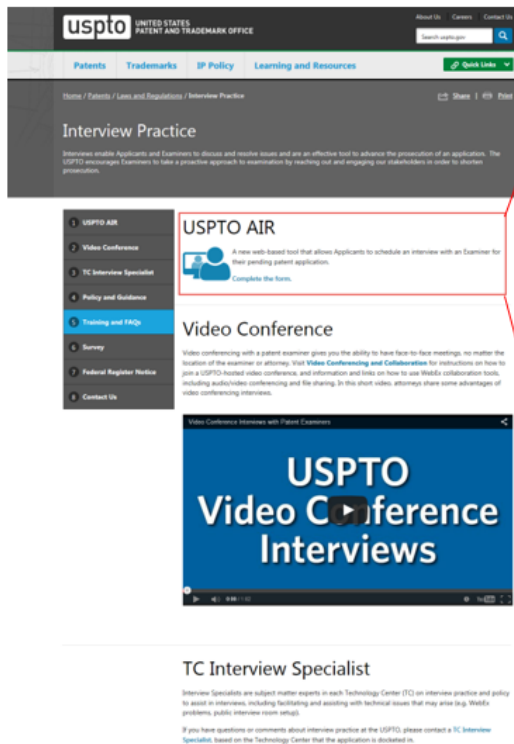 uspto UNITED STATES
PATENT AND TRADEMARK OFFICE
About Us Careers Contact Us
Search uspto.gov
Patents Trademarks IP Policy Learning and Resources Quick Links
Home / Patents / Laws and Regulations / Interview Practice Share | Print
Interview Practice
Interviews enable Applicants and Examiners to discuss and resolve issues and are an effective tool to advance the prosecution of an application. The
USPTO encourages Examiners to take a proactive approach to examination by reaching out and engaging our stakeholders in order to shorten
prosecution.
1 USPTO AIR
2 Video Conference
3 TC Interview Specialist
4 Policy and Guidance
5 Training and FAQs
6 Survey
7 Federal Register Notice
8 Contact Us
USPTO AIR
A new web-based tool that allows Applicants to schedule an interview with an Examiner for
their pending patent application.
Complete the form.
Video Conference
Video conferencing with a patent examiner gives you the ability to have face-to-face meetings, no matter the
location of the examiner or attorney. Visit Video Conferencing and Collaboration for instructions on how to
join a USPTO-hosted video conference, and information and links on how to use WebEx collaboration tools,
including audio/video conferencing and file sharing. In this short video, attorneys share some advantages of
video conferencing interviews.
Video Conference Interviews with Patent Examiners
USPTO
Video Conference
Interviews
TC Interview Specialist
Interview Specialists are subject matter experts in each Technology Center (TC) on interview practice and policy
to assist in interviews, including facilitating and assisting with technical issues that may arise (e.g. WebEx
problems, public interview room setup).
If you have questions or comments about interview practice at the USPTO, please contact a TC Interview
Specialist, based on the Technology Center that the application is docketed in.